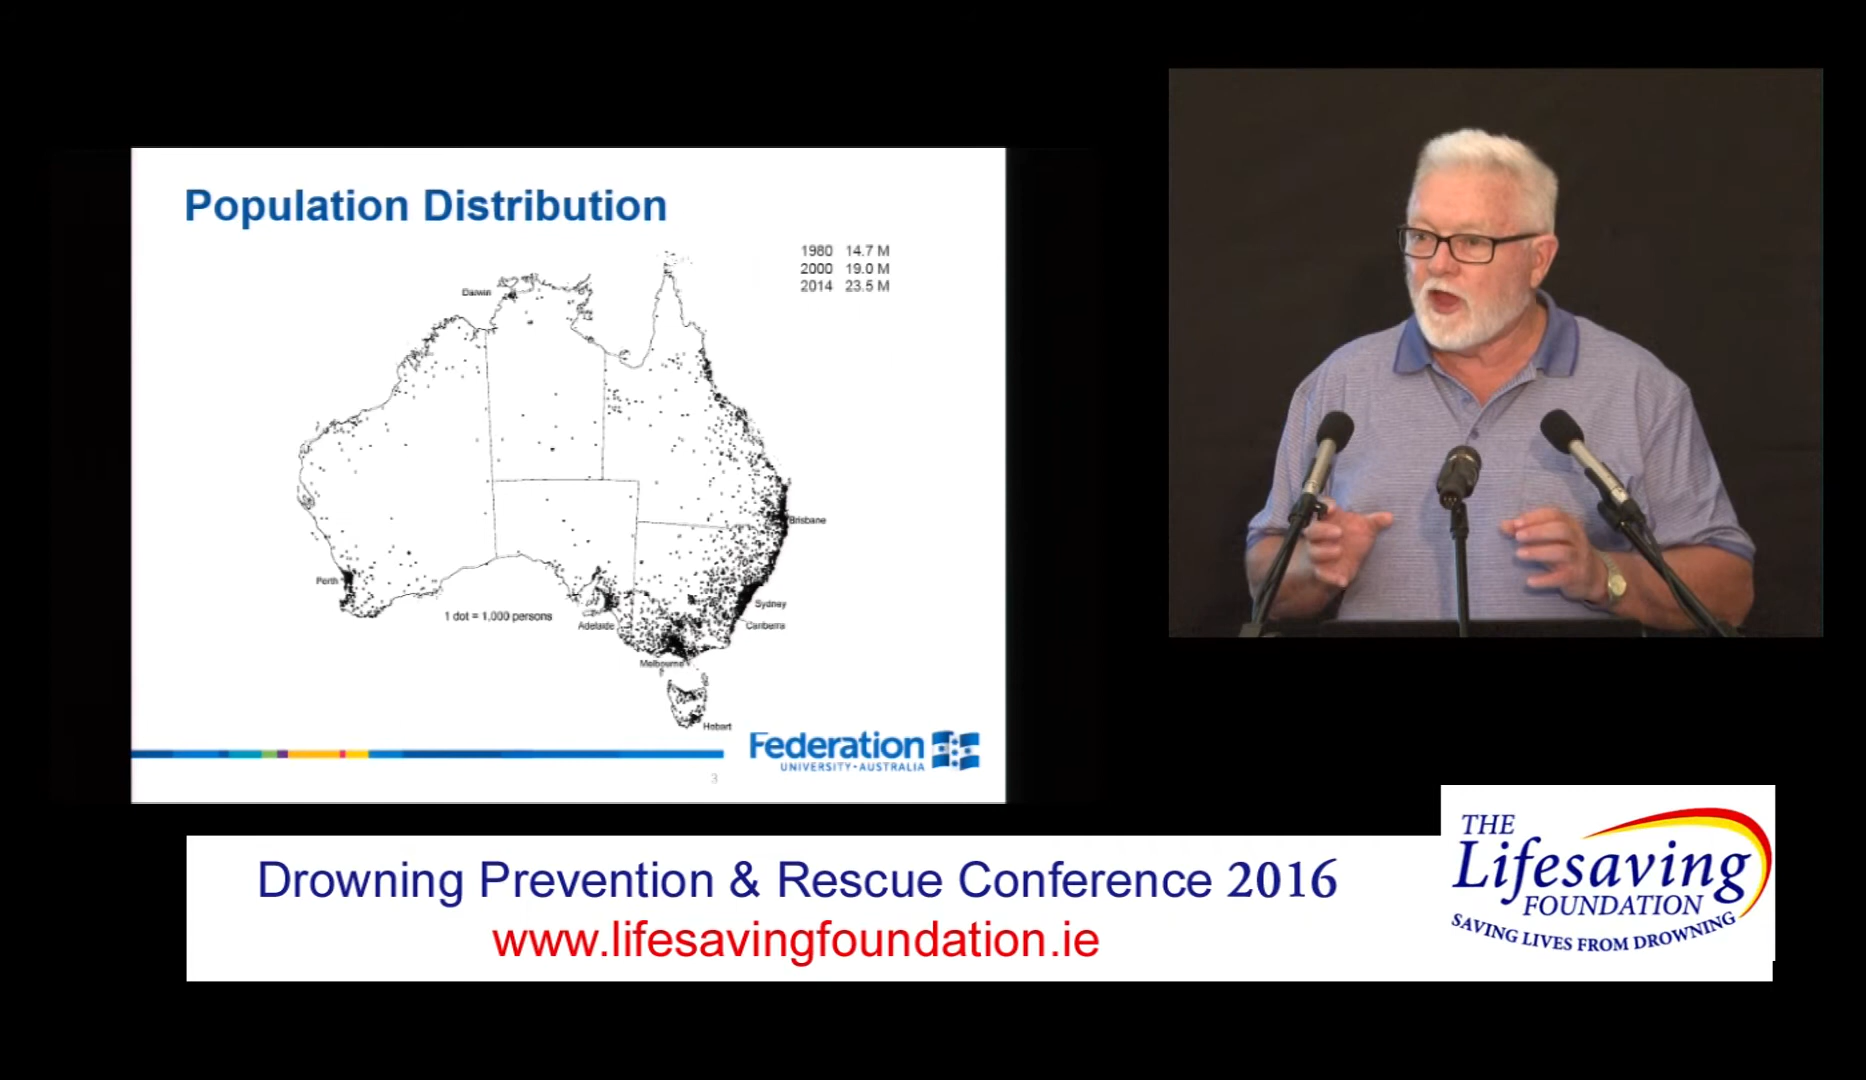 Population Distribution
1980 14.7 M
2000 19.0 M
2014 23.5 M
Darwin
Brisbane
Perth
Sydney
1 dot = 1,000 persons
Adelaide
Canberra
Melbourne
Hobart
Federation
UNIVERSITY • AUSTRALIA
3
Drowning Prevention & Rescue Conference 2016
www.lifesavingfoundation.ie
THE
Lifesaving
FOUNDATION
SAVING LIVES FROM DROWNING